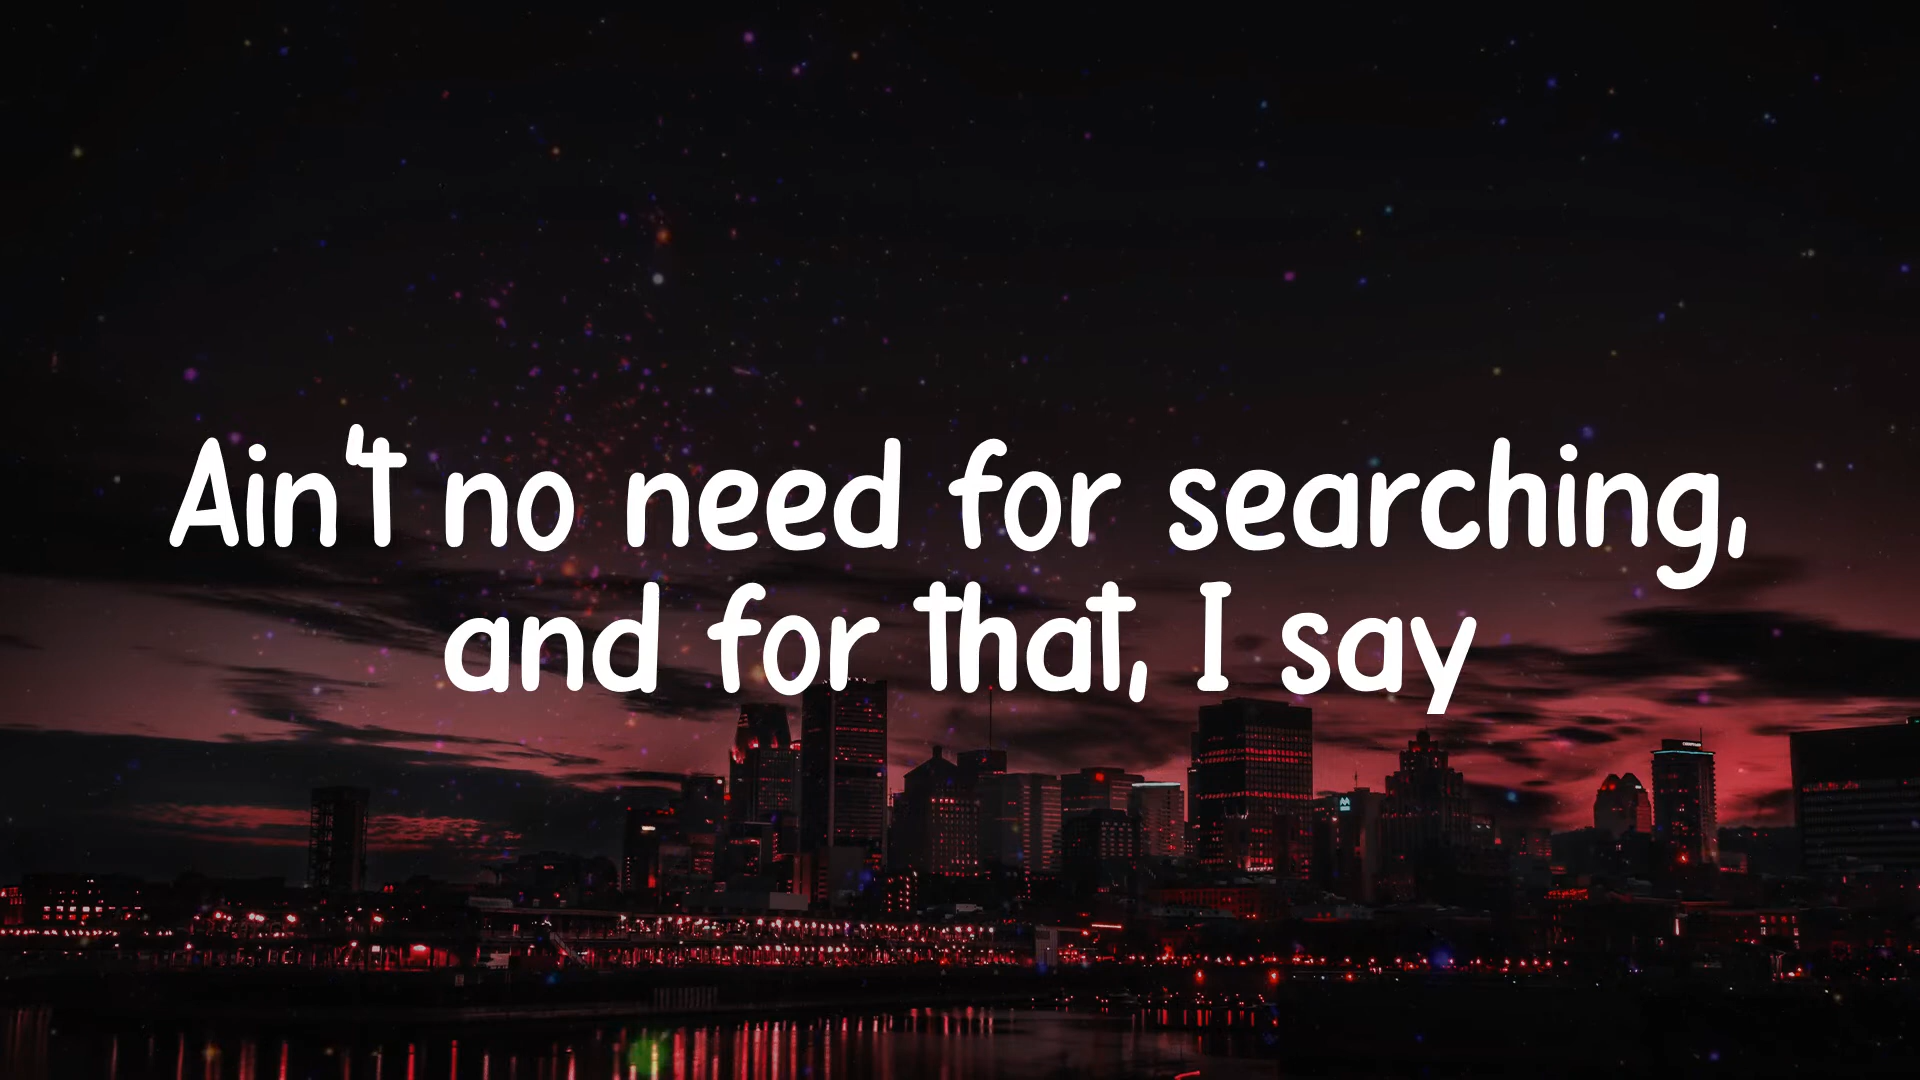 Ain't no need for searching,
and for that, I say